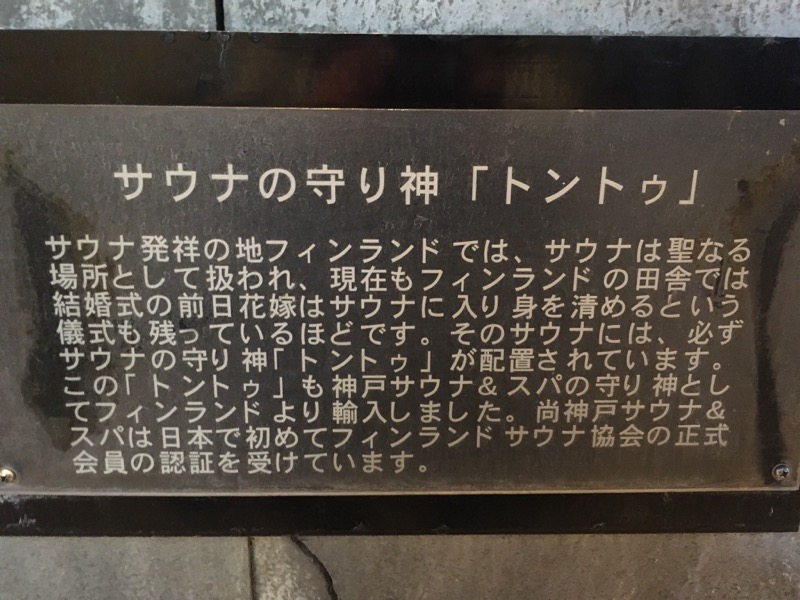 サウナの守り神「トントゥ」
サウナ発祥の地フィンランドでは、サウナは聖なる
場所として扱われ、現在もフィンランドの田舎では
結婚式の前日花嫁はサウナに入り身を清めるという
儀式も残っているほどです。そのサウナには、必ず
サウナの守り神「トントゥ」が配置されています。
この「トントゥ」も神戸サウナ&スパの守り神とし
てフィンランドより輸入しました。尚神戸サウナ&
スパは日本で初めてフィンランドサウナ協会の正式
会員の認証を受けています。